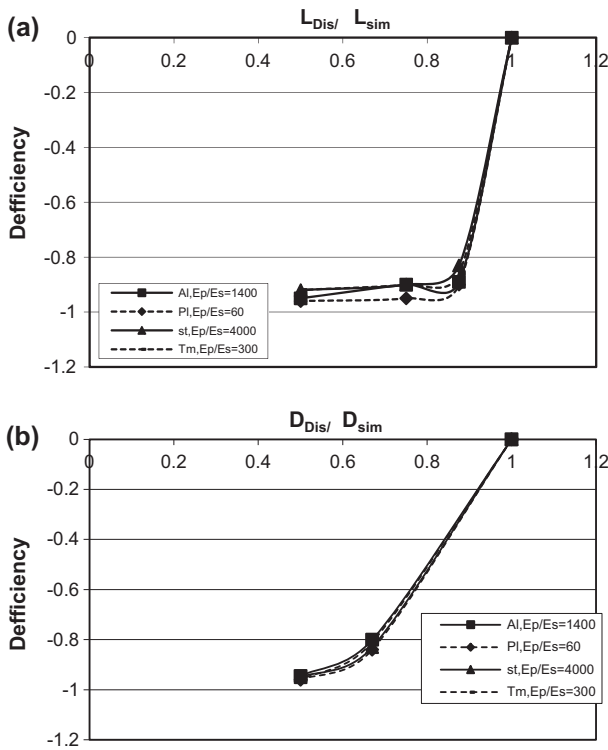 (a)
L_Dis/ L_sim
0 0.2 0.4 0.6 0.8 1 1.2
0
-0.2
-0.4
-0.6
-0.8
-1
-1.2
Defficiency
Al,Ep/Es=1400
Pl,Ep/Es=60
st,Ep/Es=4000
Tm,Ep/Es=300
(b)
D_Dis/ D_sim
0 0.2 0.4 0.6 0.8 1 1.2
0
-0.2
-0.4
-0.6
-0.8
-1
-1.2
Defficiency
Al,Ep/Es=1400
Pl,Ep/Es=60
st,Ep/Es=4000
Tm,Ep/Es=300